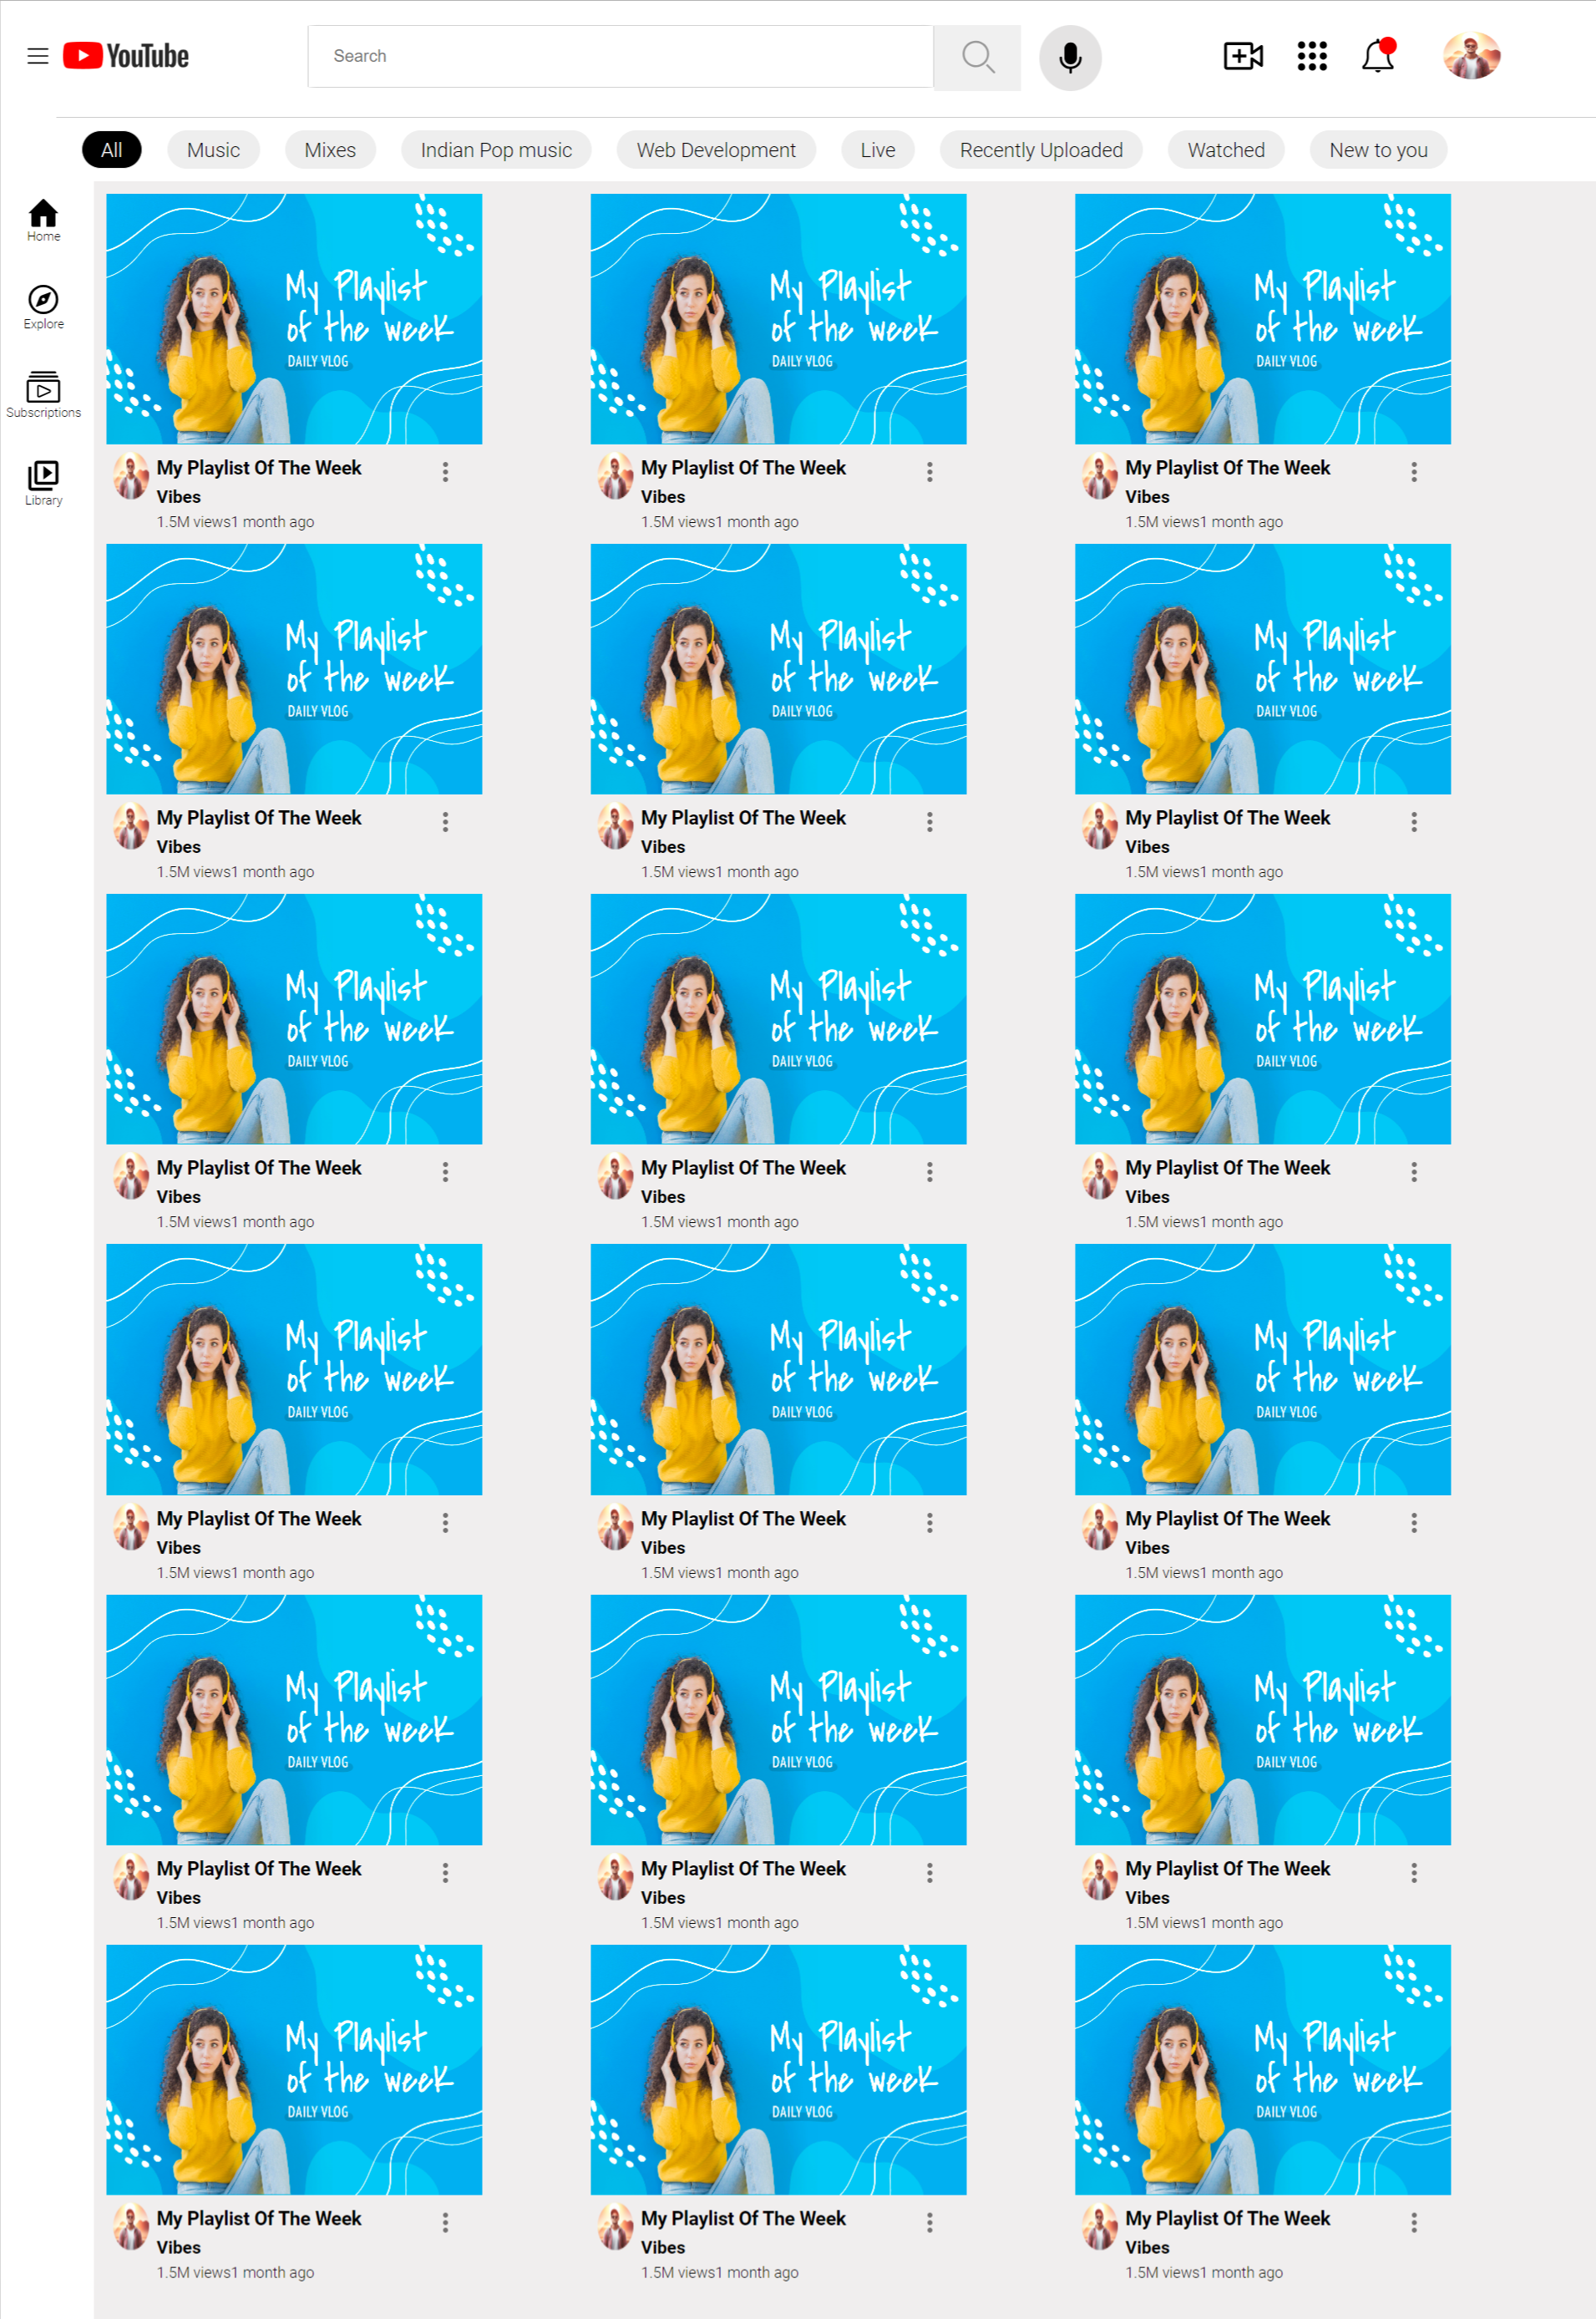 YouTube
Search
All Music Mixes Indian Pop music Web Development Live Recently Uploaded Watched New to you
Home
Explore
Subscriptions
Library
My Playlist My Playlist My Playlist
of the week of the week of the week
DAILY VLOG DAILY VLOG DAILY VLOG
My Playlist Of The Week My Playlist Of The Week My Playlist Of The Week
Vibes Vibes Vibes
1.5M views1 month ago 1.5M views1 month ago 1.5M views1 month ago
My Playlist My Playlist My Playlist
of the week of the week of the week
DAILY VLOG DAILY VLOG DAILY VLOG
My Playlist Of The Week My Playlist Of The Week My Playlist Of The Week
Vibes Vibes Vibes
1.5M views1 month ago 1.5M views1 month ago 1.5M views1 month ago
My Playlist My Playlist My Playlist
of the week of the week of the week
DAILY VLOG DAILY VLOG DAILY VLOG
My Playlist Of The Week My Playlist Of The Week My Playlist Of The Week
Vibes Vibes Vibes
1.5M views1 month ago 1.5M views1 month ago 1.5M views1 month ago
My Playlist My Playlist My Playlist
of the week of the week of the week
DAILY VLOG DAILY VLOG DAILY VLOG
My Playlist Of The Week My Playlist Of The Week My Playlist Of The Week
Vibes Vibes Vibes
1.5M views1 month ago 1.5M views1 month ago 1.5M views1 month ago
My Playlist My Playlist My Playlist
of the week of the week of the week
DAILY VLOG DAILY VLOG DAILY VLOG
My Playlist Of The Week My Playlist Of The Week My Playlist Of The Week
Vibes Vibes Vibes
1.5M views1 month ago 1.5M views1 month ago 1.5M views1 month ago
My Playlist My Playlist My Playlist
of the week of the week of the week
DAILY VLOG DAILY VLOG DAILY VLOG
My Playlist Of The Week My Playlist Of The Week My Playlist Of The Week
Vibes Vibes Vibes
1.5M views1 month ago 1.5M views1 month ago 1.5M views1 month ago